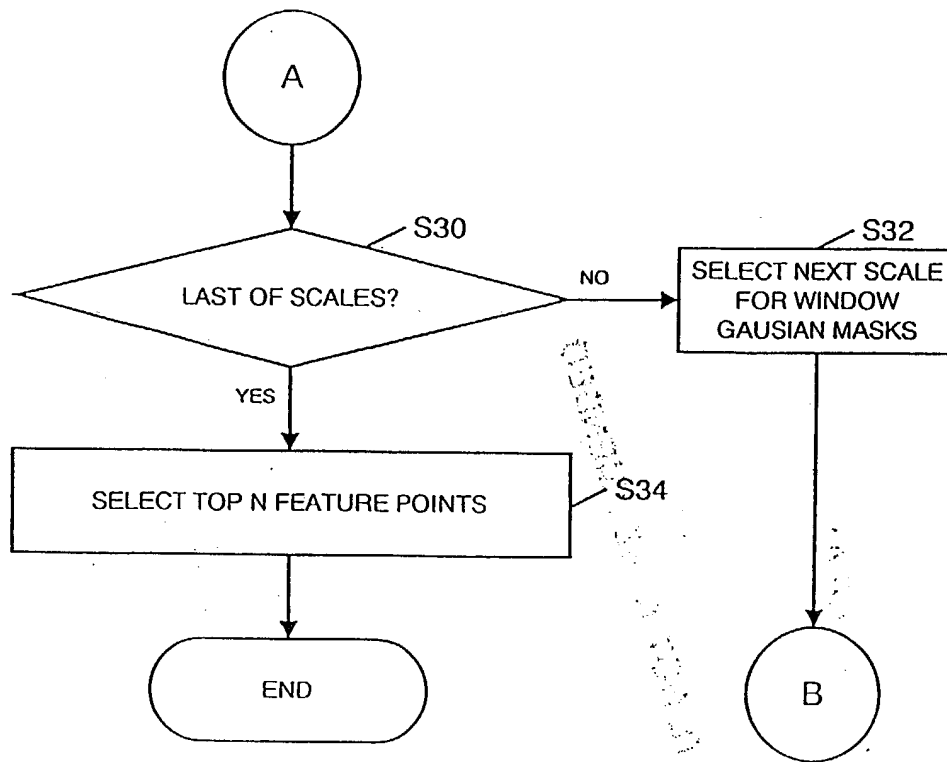 A
S30
LAST OF SCALES?
NO
S32
SELECT NEXT SCALE
FOR WINDOW
GAUSIAN MASKS
YES
SELECT TOP N FEATURE POINTS
S34
END
B